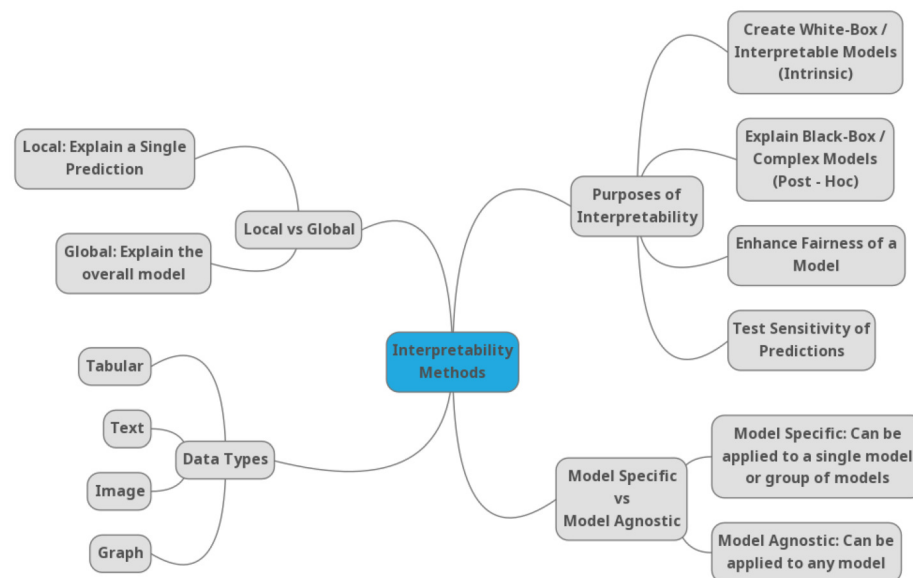 Create White-Box /
Interpretable Models
(Intrinsic)
Local: Explain a Single
Prediction
Explain Black-Box /
Complex Models
(Post - Hoc)
Purposes of
Interpretability
Local vs Global
Global: Explain the
overall model
Enhance Fairness of a
Model
Test Sensitivity of
Predictions
Interpretability
Methods
Tabular
Text
Data Types
Image
Graph
Model Specific
vs
Model Agnostic
Model Specific: Can be
applied to a single model
or group of models
Model Agnostic: Can be
applied to any model